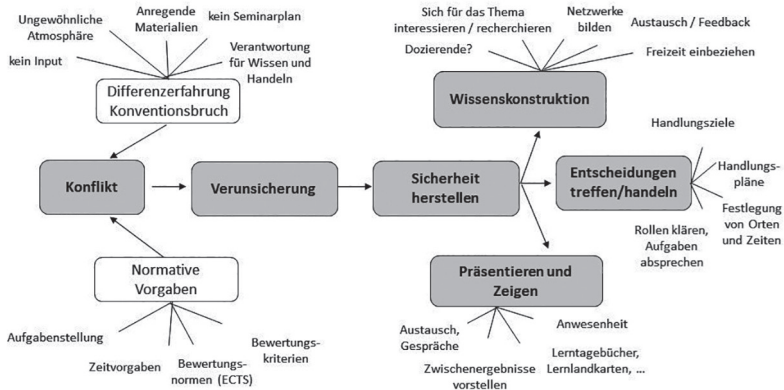 Ungewöhnliche
Atmosphäre
Anregende
Materialien
kein Seminarplan
kein Input
Verantwortung
für Wissen und
Handeln
Differenzerfahrung
Konventionsbruch
Sich für das Thema
interessieren / recherchieren
Netzwerke
bilden
Austausch / Feedback
Dozierende?
Freizeit einbeziehen
Wissenskonstruktion
Konflikt
Verunsicherung
Sicherheit
herstellen
Entscheidungen
treffen/handeln
Handlungsziele
Handlungs-
pläne
Festlegung
von Orten
und Zeiten
Rollen klären,
Aufgaben
absprechen
Normative
Vorgaben
Aufgabenstellung
Zeitvorgaben
Bewertungs-
normen (ECTS)
Bewertungs-
kriterien
Präsentieren und
Zeigen
Austausch,
Gespräche
Zwischenergebnisse
vorstellen
Anwesenheit
Lerntagebücher,
Lernlandkarten, ...